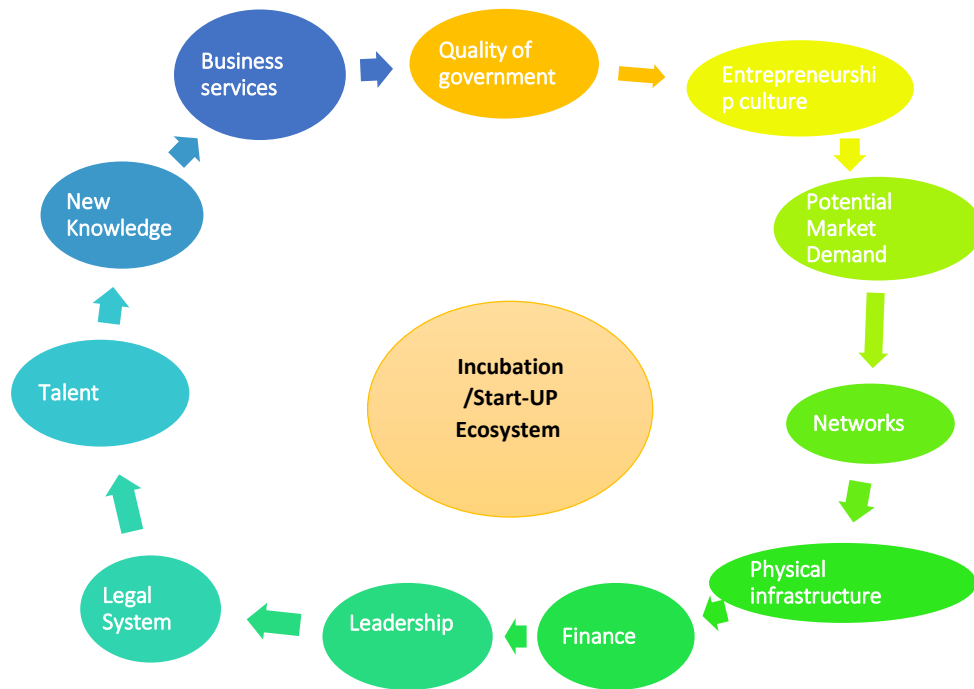 Business
services
Quality of
government
Entrepreneurshi
p culture
Potential
Market
Demand
Networks
Physical
infrastructure
Finance
Leadership
Legal
System
Talent
New
Knowledge
Incubation
/Start-UP
Ecosystem